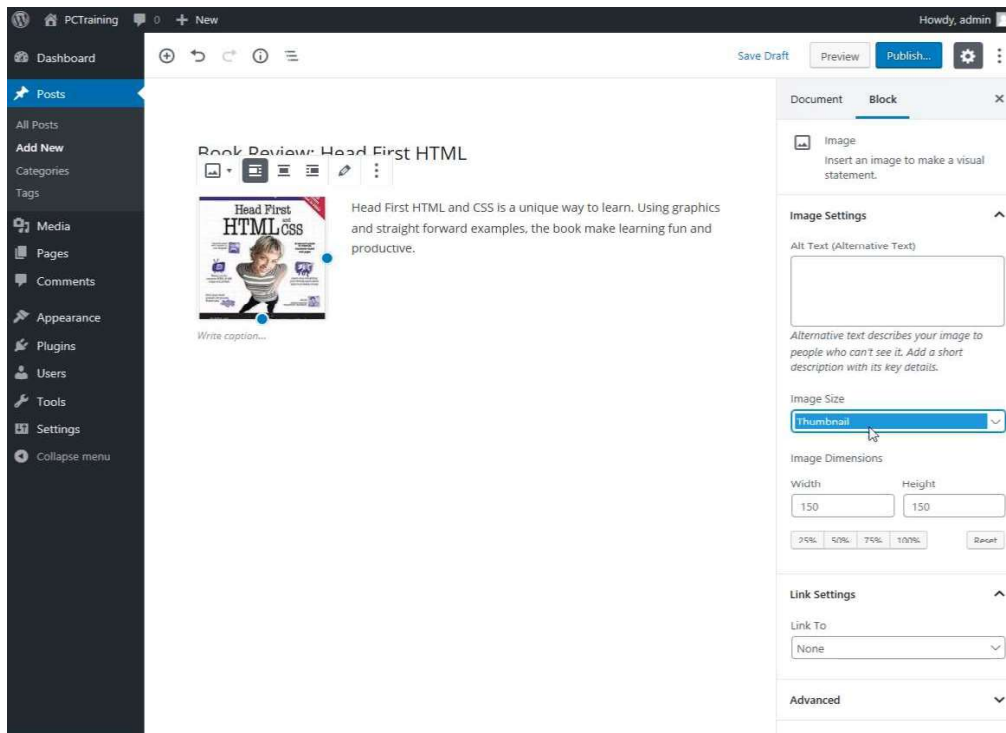 PCTraining 0 + New Howdy, admin
Dashboard
Posts
All Posts
Add New
Categories
Tags
Media
Pages
Comments
Appearance
Plugins
Users
Tools
Settings
Collapse menu
Save Draft Preview Publish...
Book Review: Head First HTML
Head First
HTML and CSS
Head First HTML and CSS is a unique way to learn. Using graphics
and straight forward examples, the book make learning fun and
productive.
Write caption...
Document Block
Image
Insert an image to make a visual
statement.
Image Settings
Alt Text (Alternative Text)
Alternative text describes your image to
people who can't see it. Add a short
description with its key details.
Image Size
Thumbnail
Image Dimensions
Width Height
150 150
25% 50% 75% 100% Reset
Link Settings
Link To
None
Advanced